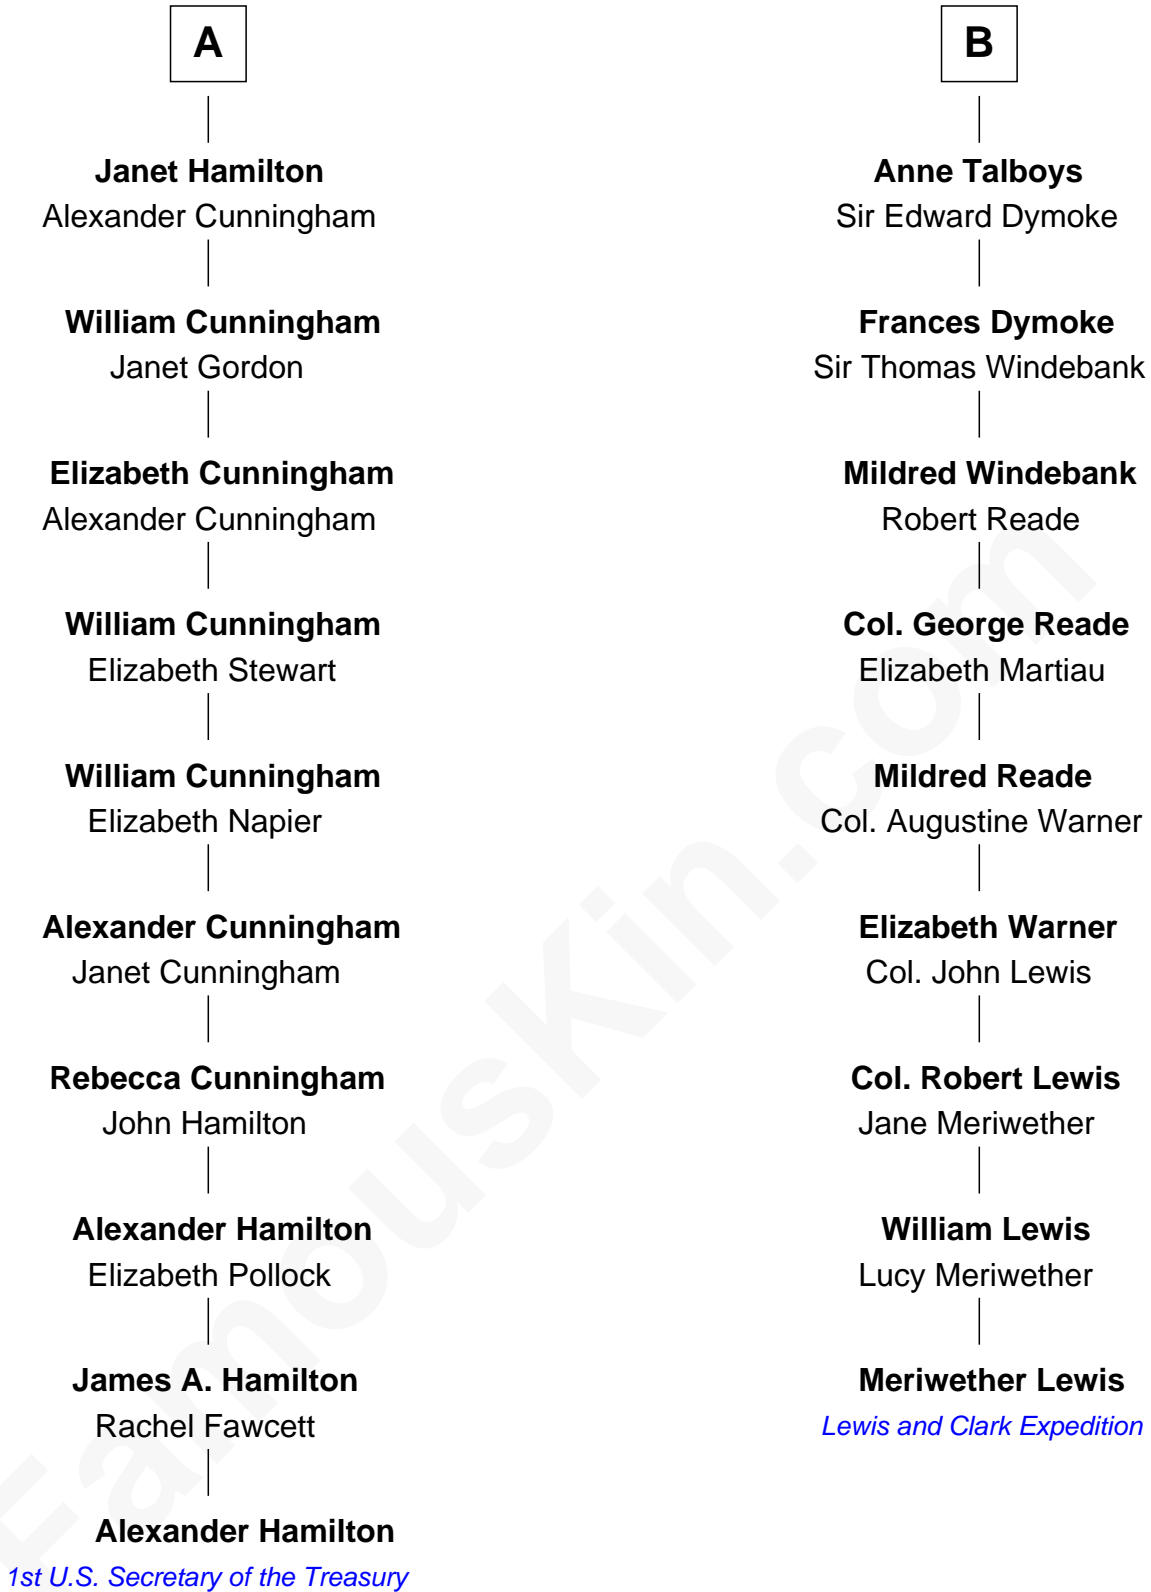 A
Janet Hamilton
Alexander Cunningham
William Cunningham
Janet Gordon
Elizabeth Cunningham
Alexander Cunningham
William Cunningham
Elizabeth Stewart
William Cunningham
Elizabeth Napier
Alexander Cunningham
Janet Cunningham
Rebecca Cunningham
John Hamilton
Alexander Hamilton
Elizabeth Pollock
James A. Hamilton
Rachel Fawcett
Alexander Hamilton
1st U.S. Secretary of the Treasury
B
Anne Talboys
Sir Edward Dymoke
Frances Dymoke
Sir Thomas Windebank
Mildred Windebank
Robert Reade
Col. George Reade
Elizabeth Martiau
Mildred Reade
Col. Augustine Warner
Elizabeth Warner
Col. John Lewis
Col. Robert Lewis
Jane Meriwether
William Lewis
Lucy Meriwether
Meriwether Lewis
Lewis and Clark Expedition
FamousKin.com